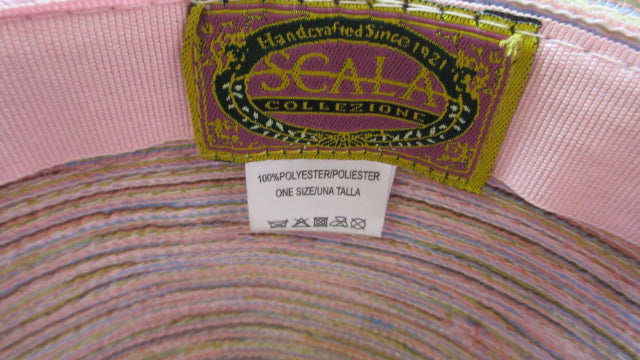 Handcrafted Since 1921
SCALA
COLLEZIONE
100%POLYESTER/POLIESTER
ONE SIZE/UNA TALLA